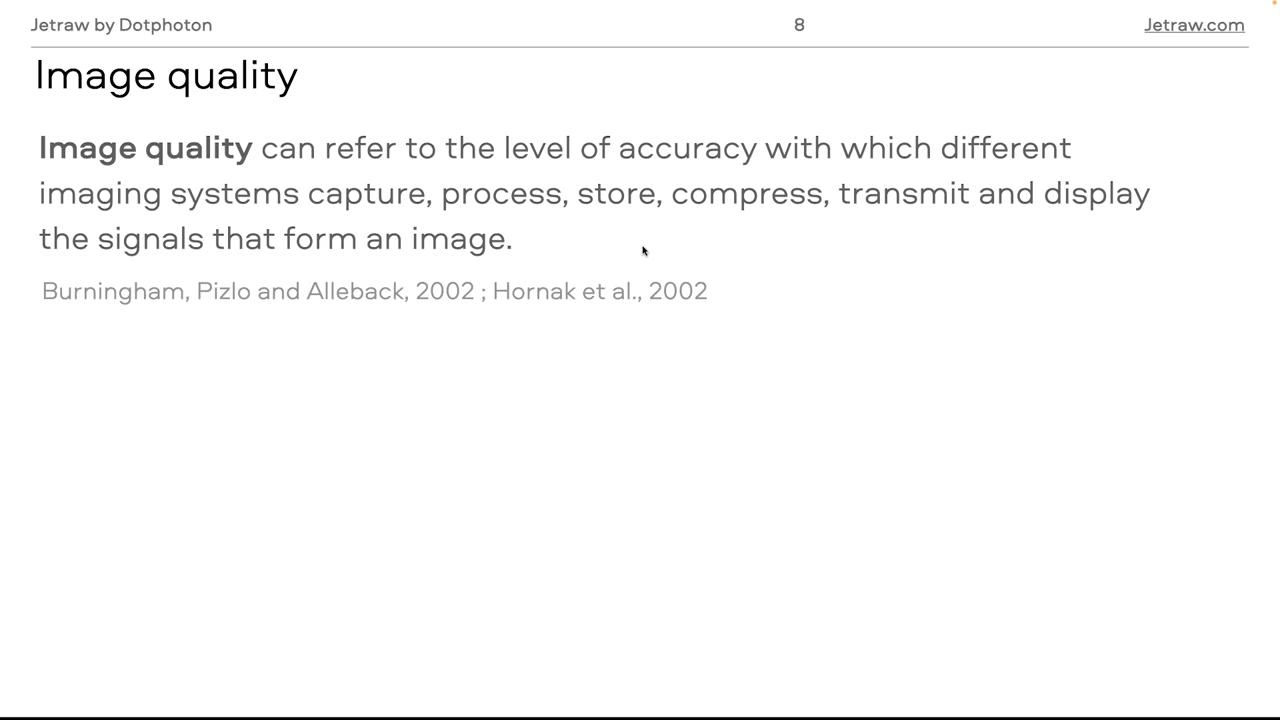 Jetraw by Dotphoton 8 Jetraw.com
Image quality
Image quality can refer to the level of accuracy with which different
imaging systems capture, process, store, compress, transmit and display
the signals that form an image.
Burningham, Pizlo and Alleback, 2002 ; Hornak et al., 2002